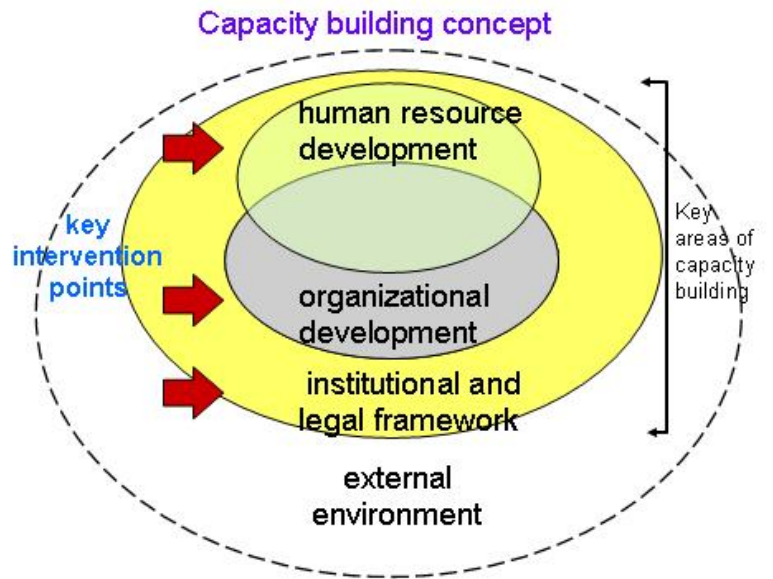 Capacity building concept
human resource
development
key
intervention
points
Key
areas of
capacity
building
organizational
development
institutional and
legal framework
external
environment